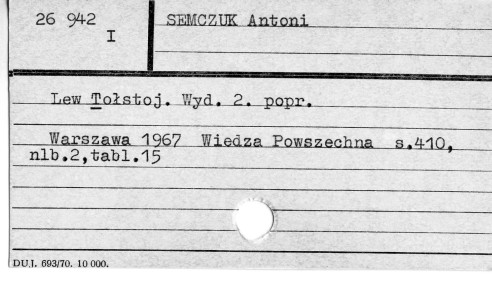 26 942
I
SEMCZUK Antoni
Lew Tołstoj. Wyd. 2. popr.
Warszawa 1967 Wiedza Powszechna s.410,
nlb.2,tabl.15
DUJ. 693/70. 10 000.